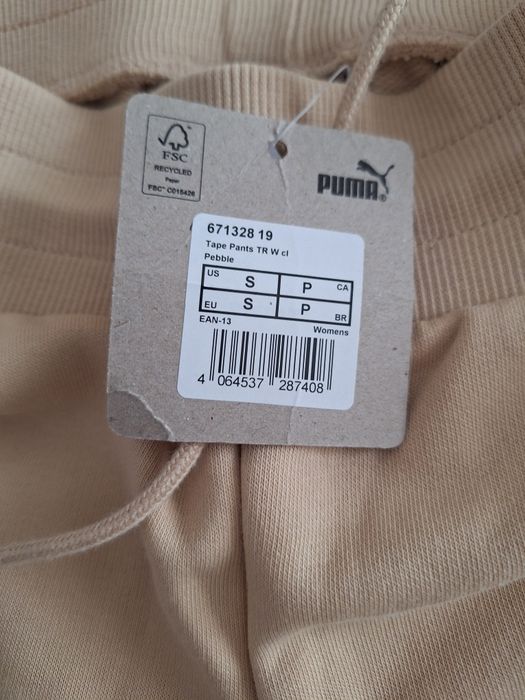 FSC
RECYCLED
Paper
FSC™ C015426
PUMA®
671328 19
Tape Pants TR W cl
Pebble
US S P CA
EU S P BR
EAN-13 Womens
4 064537 287408